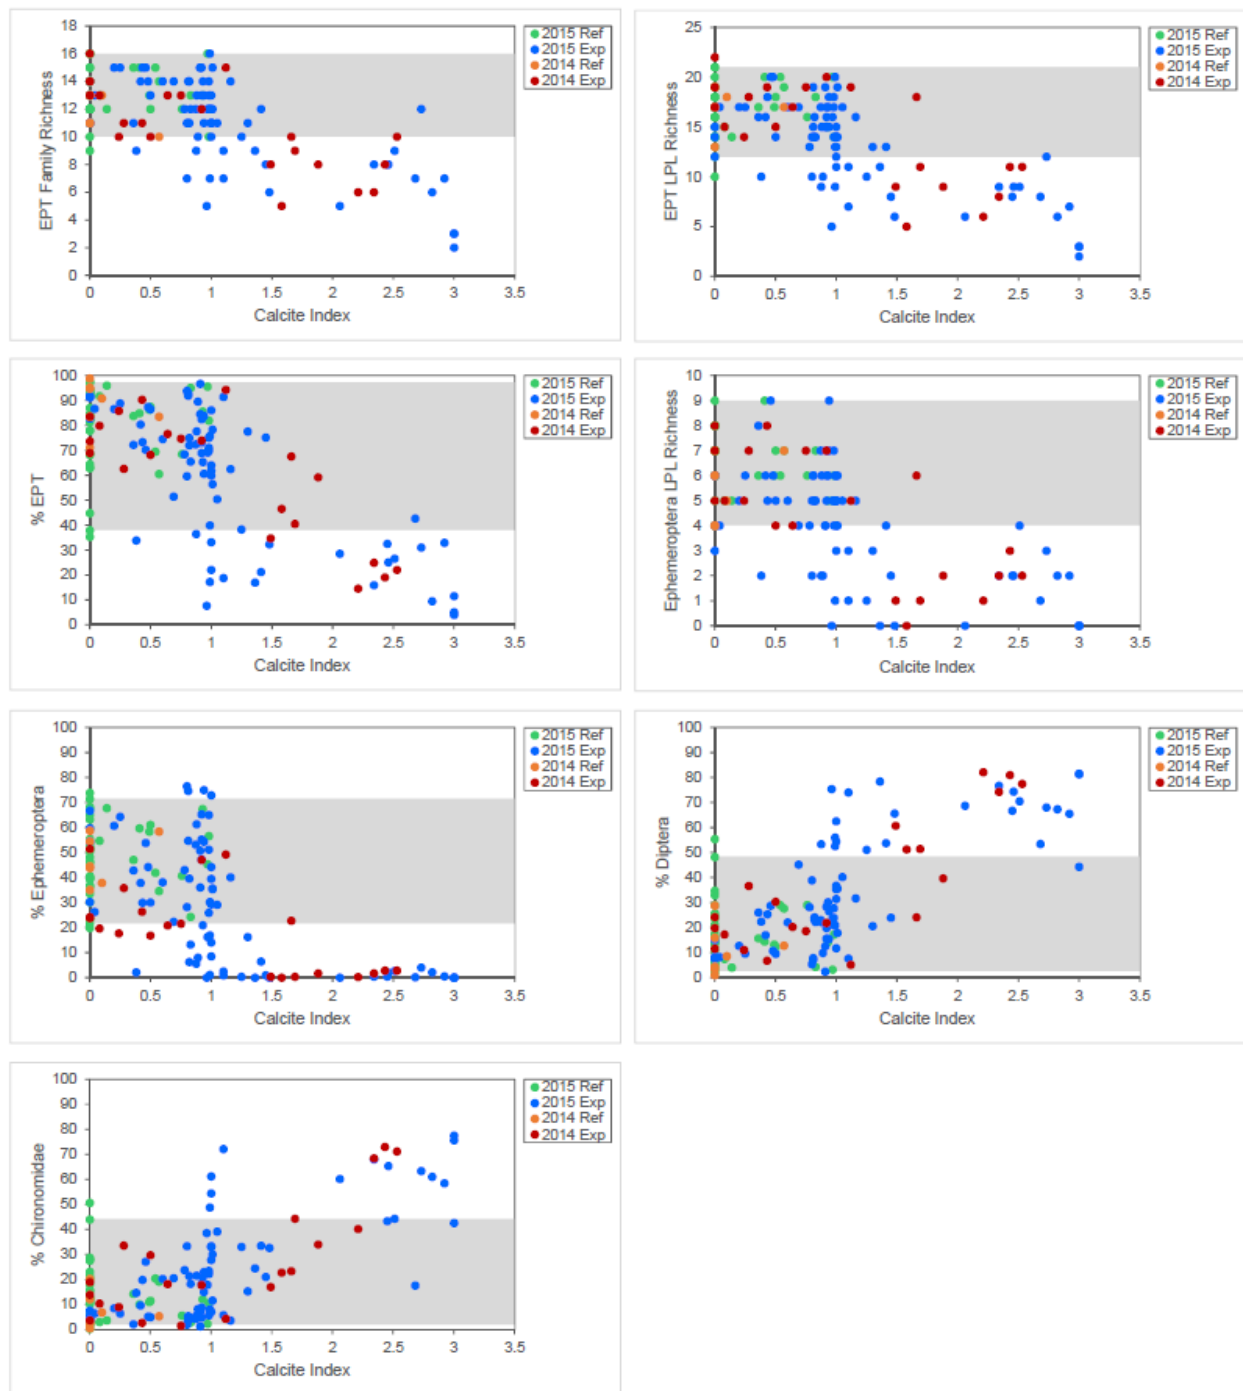 EPT Family Richness
18
16
14
12
10
8
6
4
2
0
0 0.5 1 1.5 2 2.5 3 3.5
Calcite Index
2015 Ref
2015 Exp
2014 Ref
2014 Exp
EPT LPL Richness
25
20
15
10
5
0
0 0.5 1 1.5 2 2.5 3 3.5
Calcite Index
2015 Ref
2015 Exp
2014 Ref
2014 Exp
% EPT
100
90
80
70
60
50
40
30
20
10
0
0 0.5 1 1.5 2 2.5 3 3.5
Calcite Index
2015 Ref
2015 Exp
2014 Ref
2014 Exp
Ephemeroptera LPL Richness
10
9
8
7
6
5
4
3
2
1
0
0 0.5 1 1.5 2 2.5 3 3.5
Calcite Index
2015 Ref
2015 Exp
2014 Ref
2014 Exp
% Ephemeroptera
100
90
80
70
60
50
40
30
20
10
0
0 0.5 1 1.5 2 2.5 3 3.5
Calcite Index
2015 Ref
2015 Exp
2014 Ref
2014 Exp
% Diptera
100
90
80
70
60
50
40
30
20
10
0
0 0.5 1 1.5 2 2.5 3 3.5
Calcite Index
2015 Ref
2015 Exp
2014 Ref
2014 Exp
% Chironomidae
100
90
80
70
60
50
40
30
20
10
0
0 0.5 1 1.5 2 2.5 3 3.5
Calcite Index
2015 Ref
2015 Exp
2014 Ref
2014 Exp